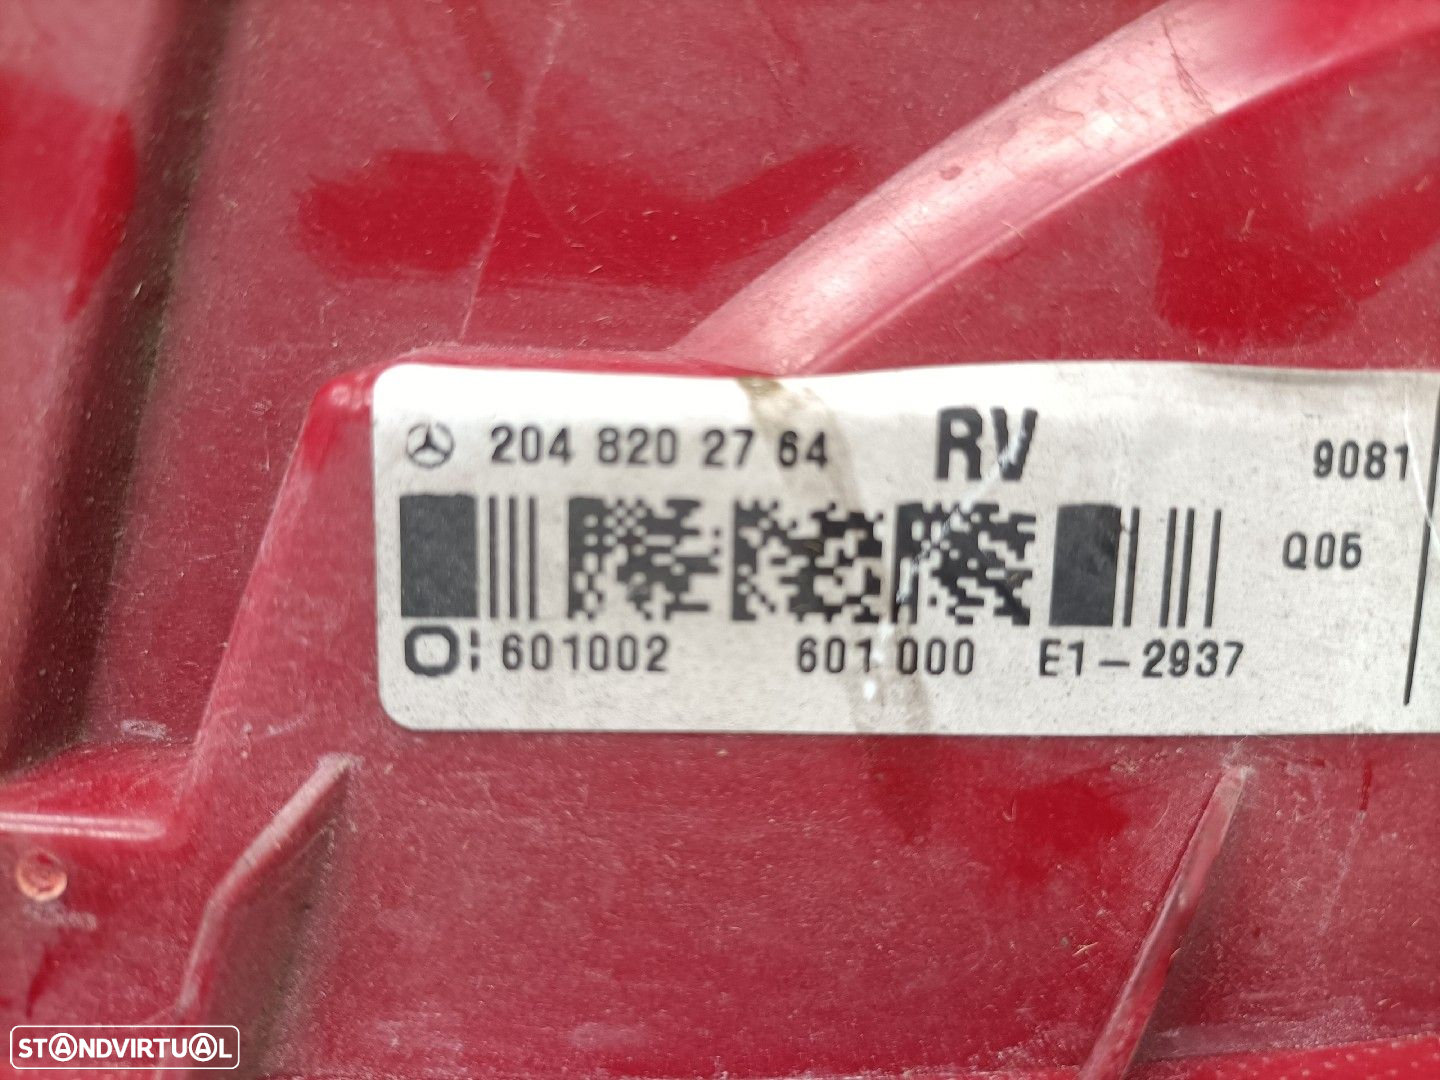 204 820 27 64 RV 9081
Q05
O: 601002 601 000 E1-2937
STANDVIRTUAL